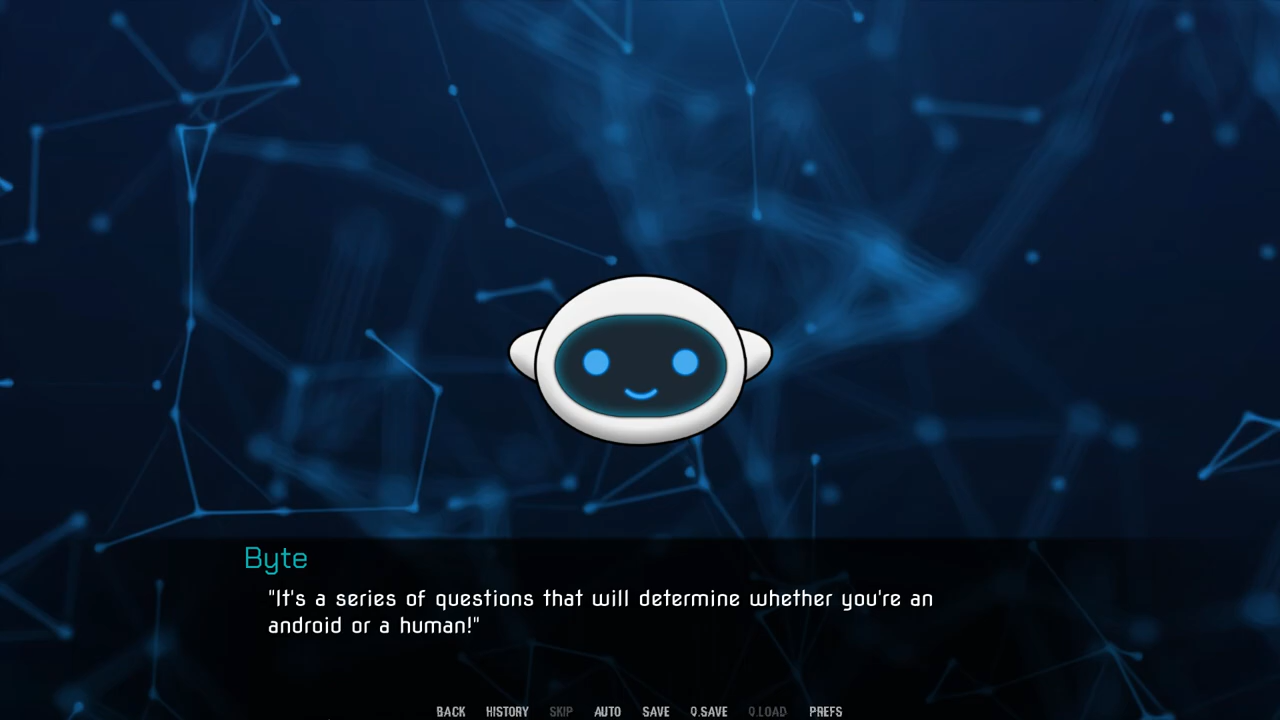 Byte
"It's a series of questions that will determine whether you're an
android or a human!"
BACK HISTORY SKIP AUTO SAVE Q.SAVE Q.LOAD PREFS